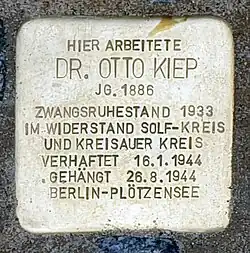 HIER ARBEITETE
DR. OTTO KIEP
JG. 1886
ZWANGSRUHESTAND 1933
IM WIDERSTAND SOLF-KREIS
UND KREISAUER KREIS
VERHAFTET 16.1.1944
GEHÄNGT 26.8.1944
BERLIN-PLÖTZENSEE